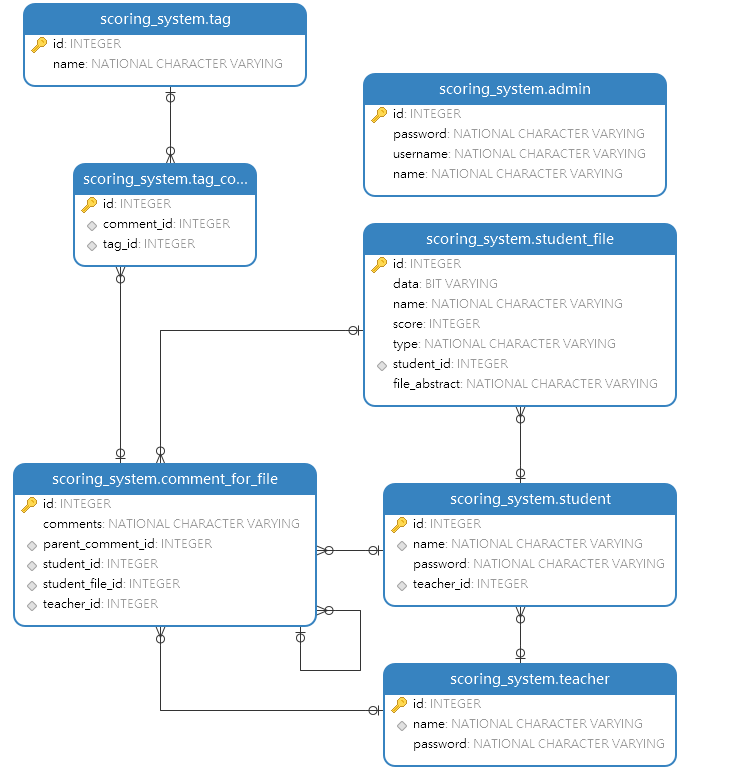 scoring_system.tag
id: INTEGER
name: NATIONAL CHARACTER VARYING
scoring_system.admin
id: INTEGER
password: NATIONAL CHARACTER VARYING
username: NATIONAL CHARACTER VARYING
name: NATIONAL CHARACTER VARYING
scoring_system.tag_co...
id: INTEGER
comment_id: INTEGER
tag_id: INTEGER
scoring_system.student_file
id: INTEGER
data: BIT VARYING
name: NATIONAL CHARACTER VARYING
score: INTEGER
type: NATIONAL CHARACTER VARYING
student_id: INTEGER
file_abstract: NATIONAL CHARACTER VARYING
scoring_system.comment_for_file
id: INTEGER
comments: NATIONAL CHARACTER VARYING
parent_comment_id: INTEGER
student_id: INTEGER
student_file_id: INTEGER
teacher_id: INTEGER
scoring_system.student
id: INTEGER
name: NATIONAL CHARACTER VARYING
password: NATIONAL CHARACTER VARYING
teacher_id: INTEGER
scoring_system.teacher
id: INTEGER
name: NATIONAL CHARACTER VARYING
password: NATIONAL CHARACTER VARYING